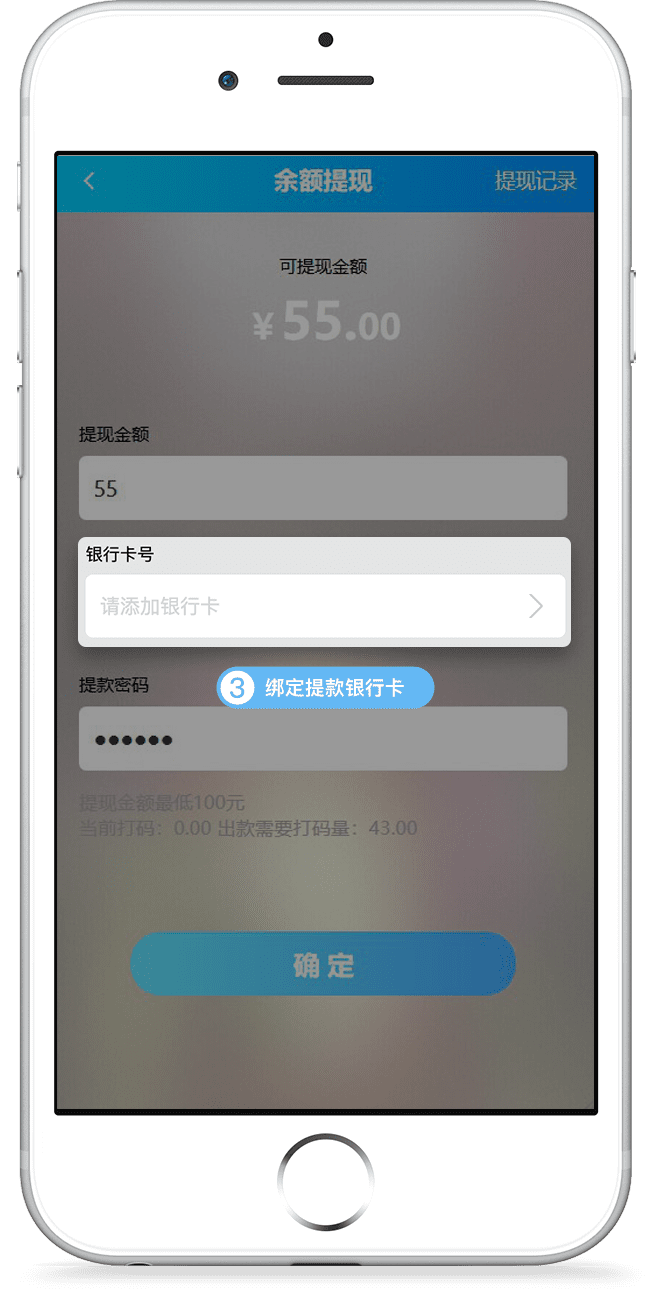 余额提现
提现记录
可提现金额
¥55.00
提现金额
55
银行卡号
请添加银行卡
提款密码
3 绑定提款银行卡
●●●●●●
提现金额最低100元
当前打码：0.00 出款需要打码量：43.00
确 定